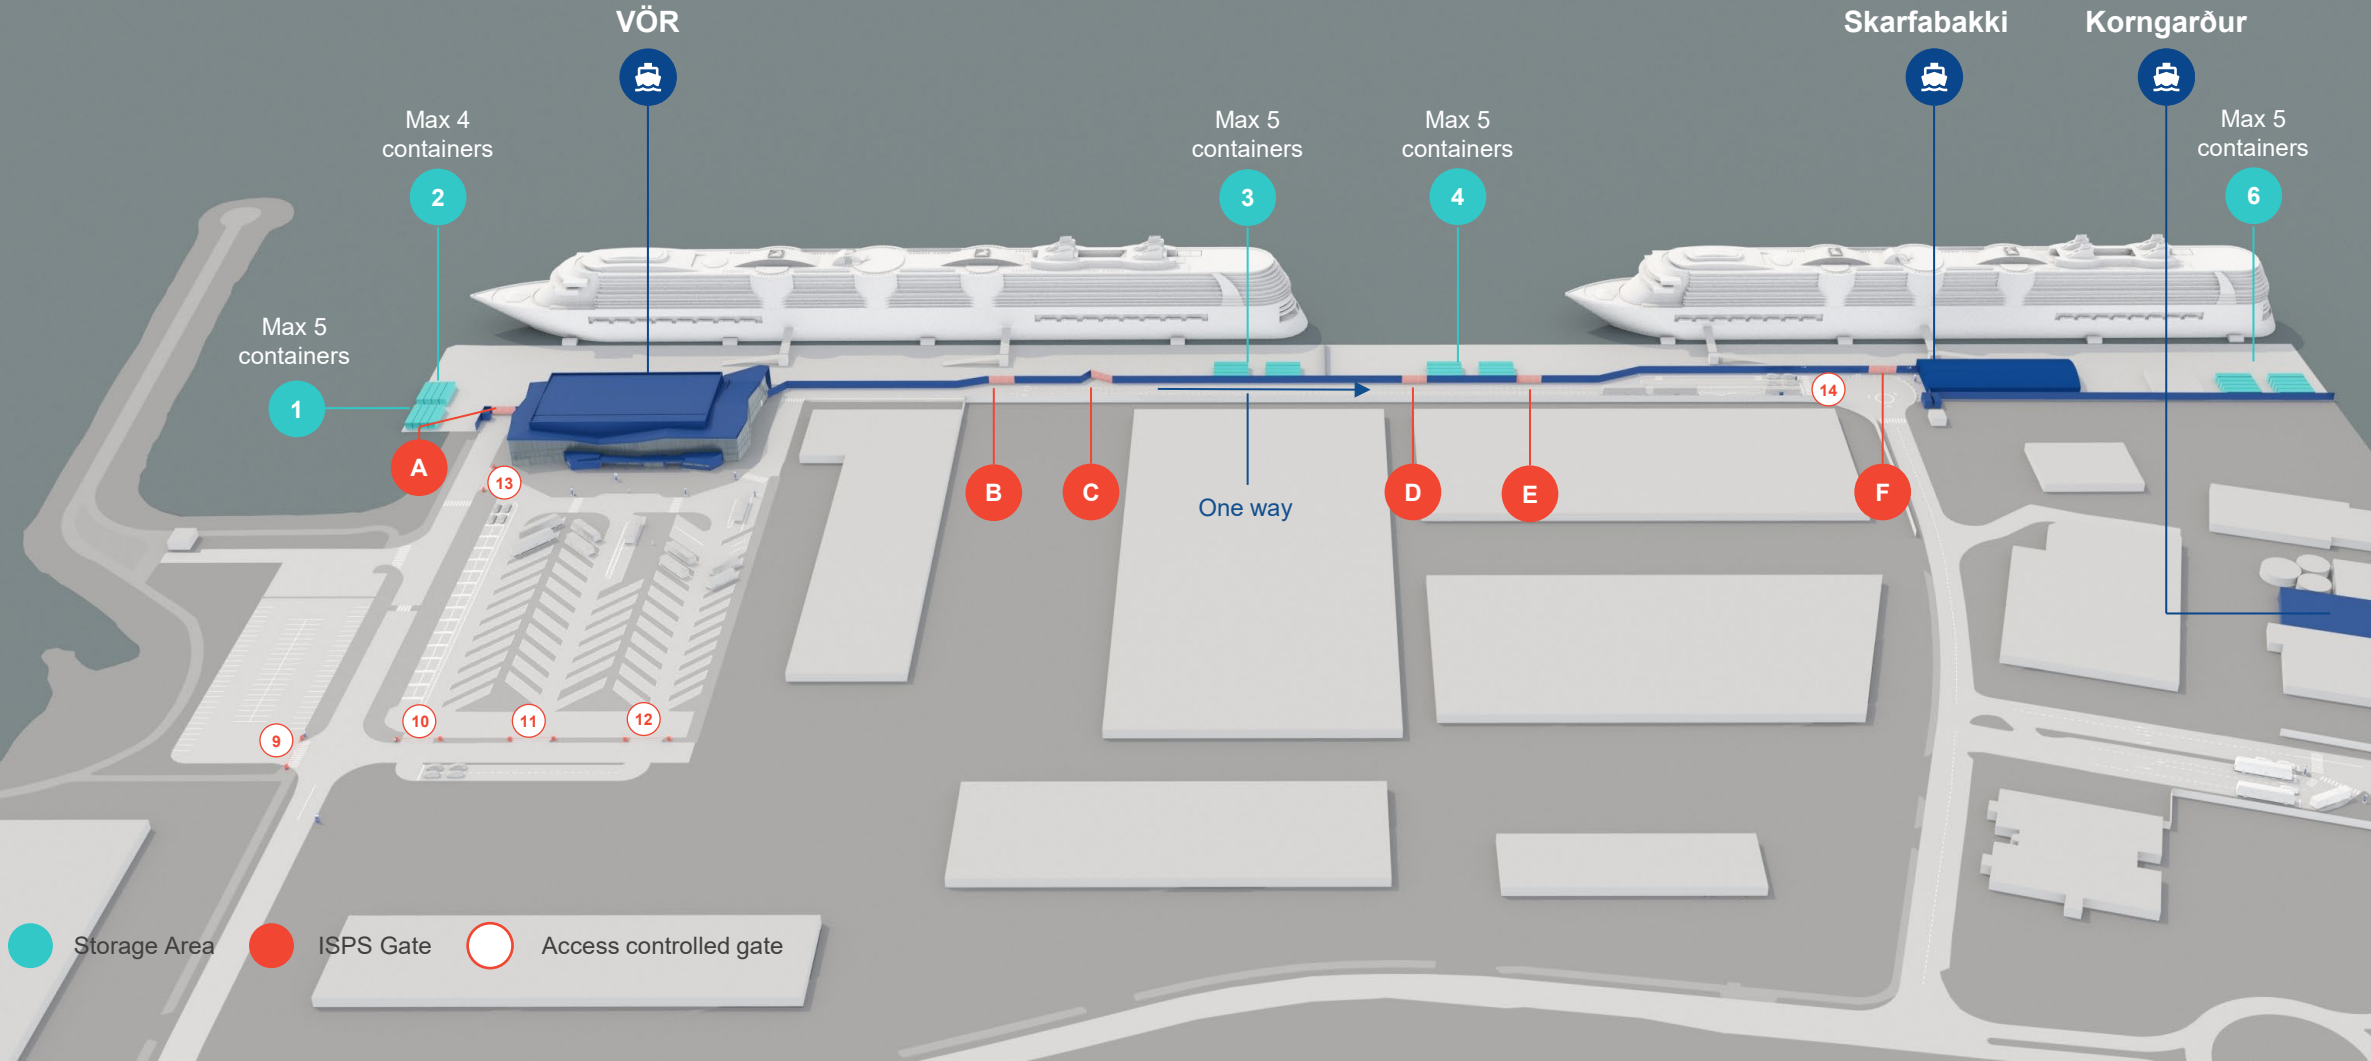 VÖR
Skarfabakki
Korngarður
Max 4
containers
2
Max 5
containers
3
Max 5
containers
4
Max 5
containers
6
Max 5
containers
1
A
13
B
C
One way
D
E
F
14
9
10
11
12
Storage Area
ISPS Gate
Access controlled gate